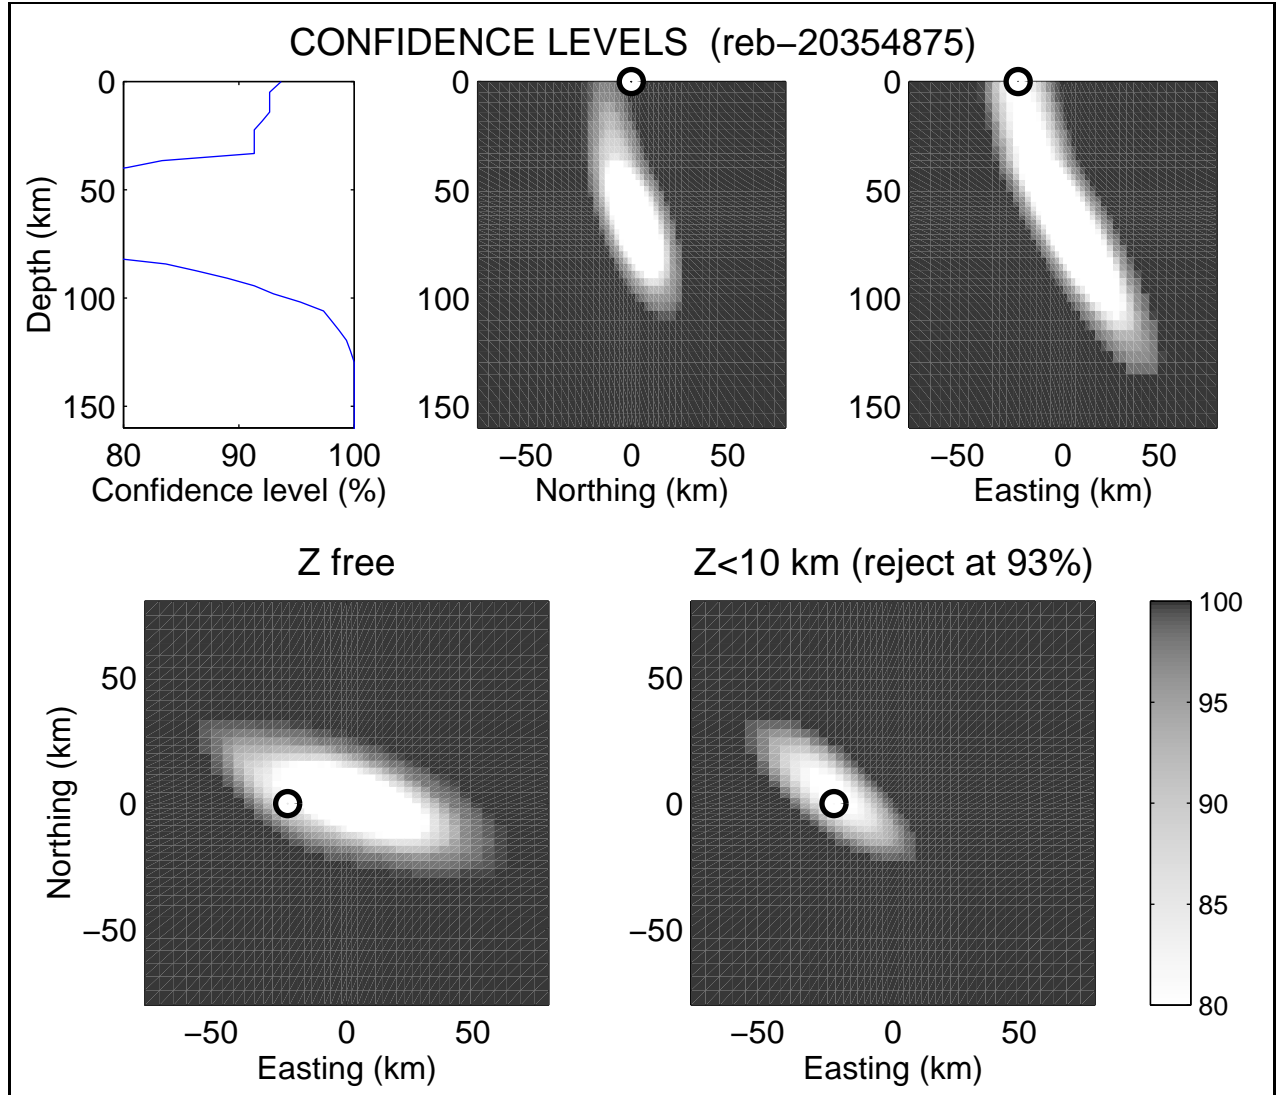 CONFIDENCE LEVELS (reb−20354875)
0
50
100
150
Depth (km)
80 90 100
Confidence level (%)
0
50
100
150
−50 0 50
Northing (km)
0
50
100
150
−50 0 50
Easting (km)
Z free
50
0
−50
Northing (km)
−50 0 50
Easting (km)
Z<10 km (reject at 93%)
50
0
−50
−50 0 50
Easting (km)
100
95
90
85
80